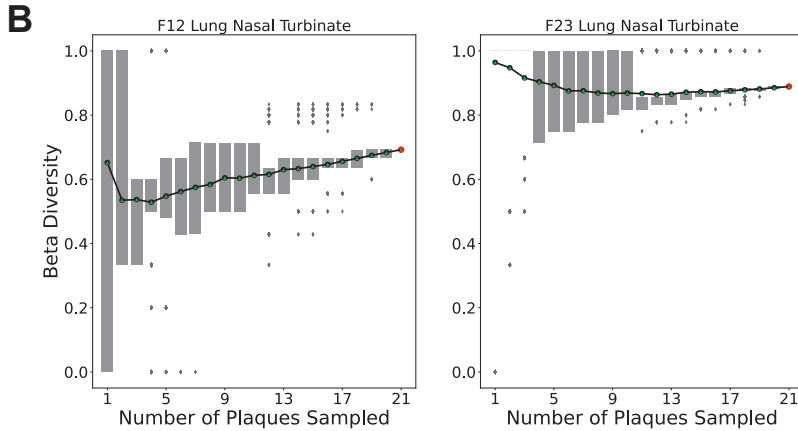 B
F12 Lung Nasal Turbinate
F23 Lung Nasal Turbinate
Beta Diversity
1.0
0.8
0.6
0.4
0.2
0.0
1 5 9 13 17 21
Number of Plaques Sampled
1.0
0.8
0.6
0.4
0.2
0.0
1 5 9 13 17 21
Number of Plaques Sampled